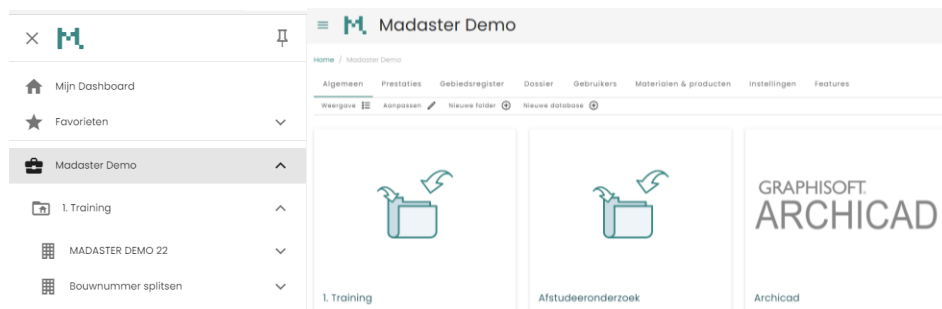 Mijn Dashboard
Favorieten
Madaster Demo
1. Training
MADASTER DEMO 22
Bouwnummer splitsen
M. Madaster Demo
Home / Madaster Demo
Algemeen Prestaties Gebiedsregister Dossier Gebruikers Materialen & producten Instellingen Features
Weergave Aanpassen Nieuwe folder Nieuwe database
GRAPHISOFT.
ARCHICAD
1. Training Afstudeeronderzoek Archicad